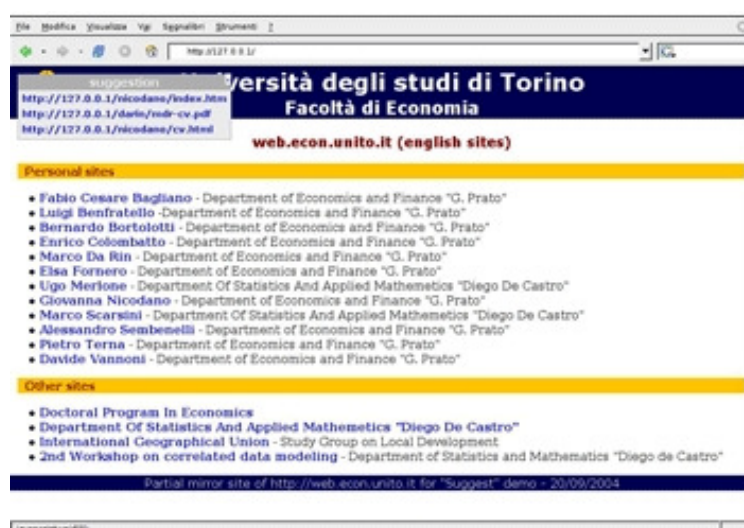 File Modifica Visualizza Vai Segnalibri Strumenti ?
http://127.0.0.1/
Università degli studi di Torino
Facoltà di Economia
suggestion
http://127.0.0.1/nicodano/index.htm
http://127.0.0.1/darin/mdr-cv.pdf
http://127.0.0.1/nicodano/cv.html
web.econ.unito.it (english sites)
Personal sites
• Fabio Cesare Bagliano - Department of Economics and Finance "G. Prato"
• Luigi Benfratello -Department of Economics and Finance "G. Prato"
• Bernardo Bortolotti - Department of Economics and Finance "G. Prato"
• Enrico Colombatto - Department of Economics and Finance "G. Prato"
• Marco Da Rin - Department of Economics and Finance "G. Prato"
• Elsa Fornero - Department of Economics and Finance "G. Prato"
• Ugo Merlone - Department Of Statistics And Applied Mathemetics "Diego De Castro"
• Giovanna Nicodano - Department of Economics and Finance "G. Prato"
• Marco Scarsini - Department Of Statistics And Applied Mathemetics "Diego De Castro"
• Alessandro Sembenelli - Department of Economics and Finance "G. Prato"
• Pietro Terna - Department of Economics and Finance "G. Prato"
• Davide Vannoni - Department of Economics and Finance "G. Prato"
Other sites
• Doctoral Program In Economics
• Department Of Statistics And Applied Mathemetics "Diego De Castro"
• International Geographical Union - Study Group on Local Development
• 2nd Workshop on correlated data modeling - Department of Statistics and Mathematics "Diego de Castro"
Partial mirror site of http://web.econ.unito.it for "Suggest" demo - 20/09/2004